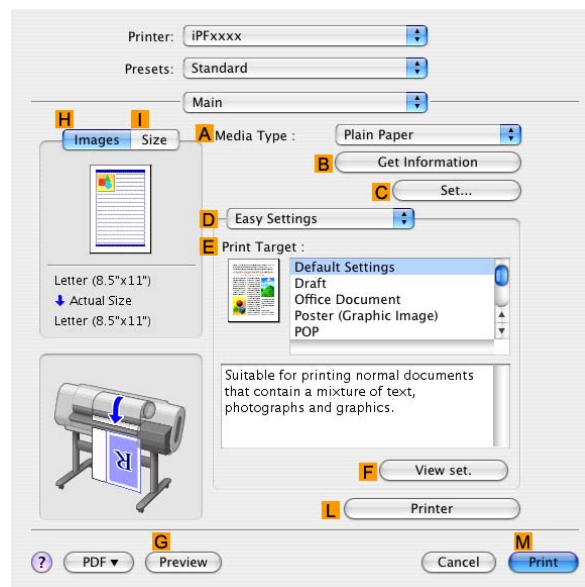 Printer: iPFxxxx
Presets: Standard
Main
H I
Images Size
A Media Type : Plain Paper
B Get Information
C Set...
D Easy Settings
E Print Target :
Default Settings
Draft
Office Document
Poster (Graphic Image)
POP
Letter (8.5"x11")
Actual Size
Letter (8.5"x11")
Suitable for printing normal documents
that contain a mixture of text,
photographs and graphics.
R
F View set.
L Printer
G M
? PDF Preview Cancel Print